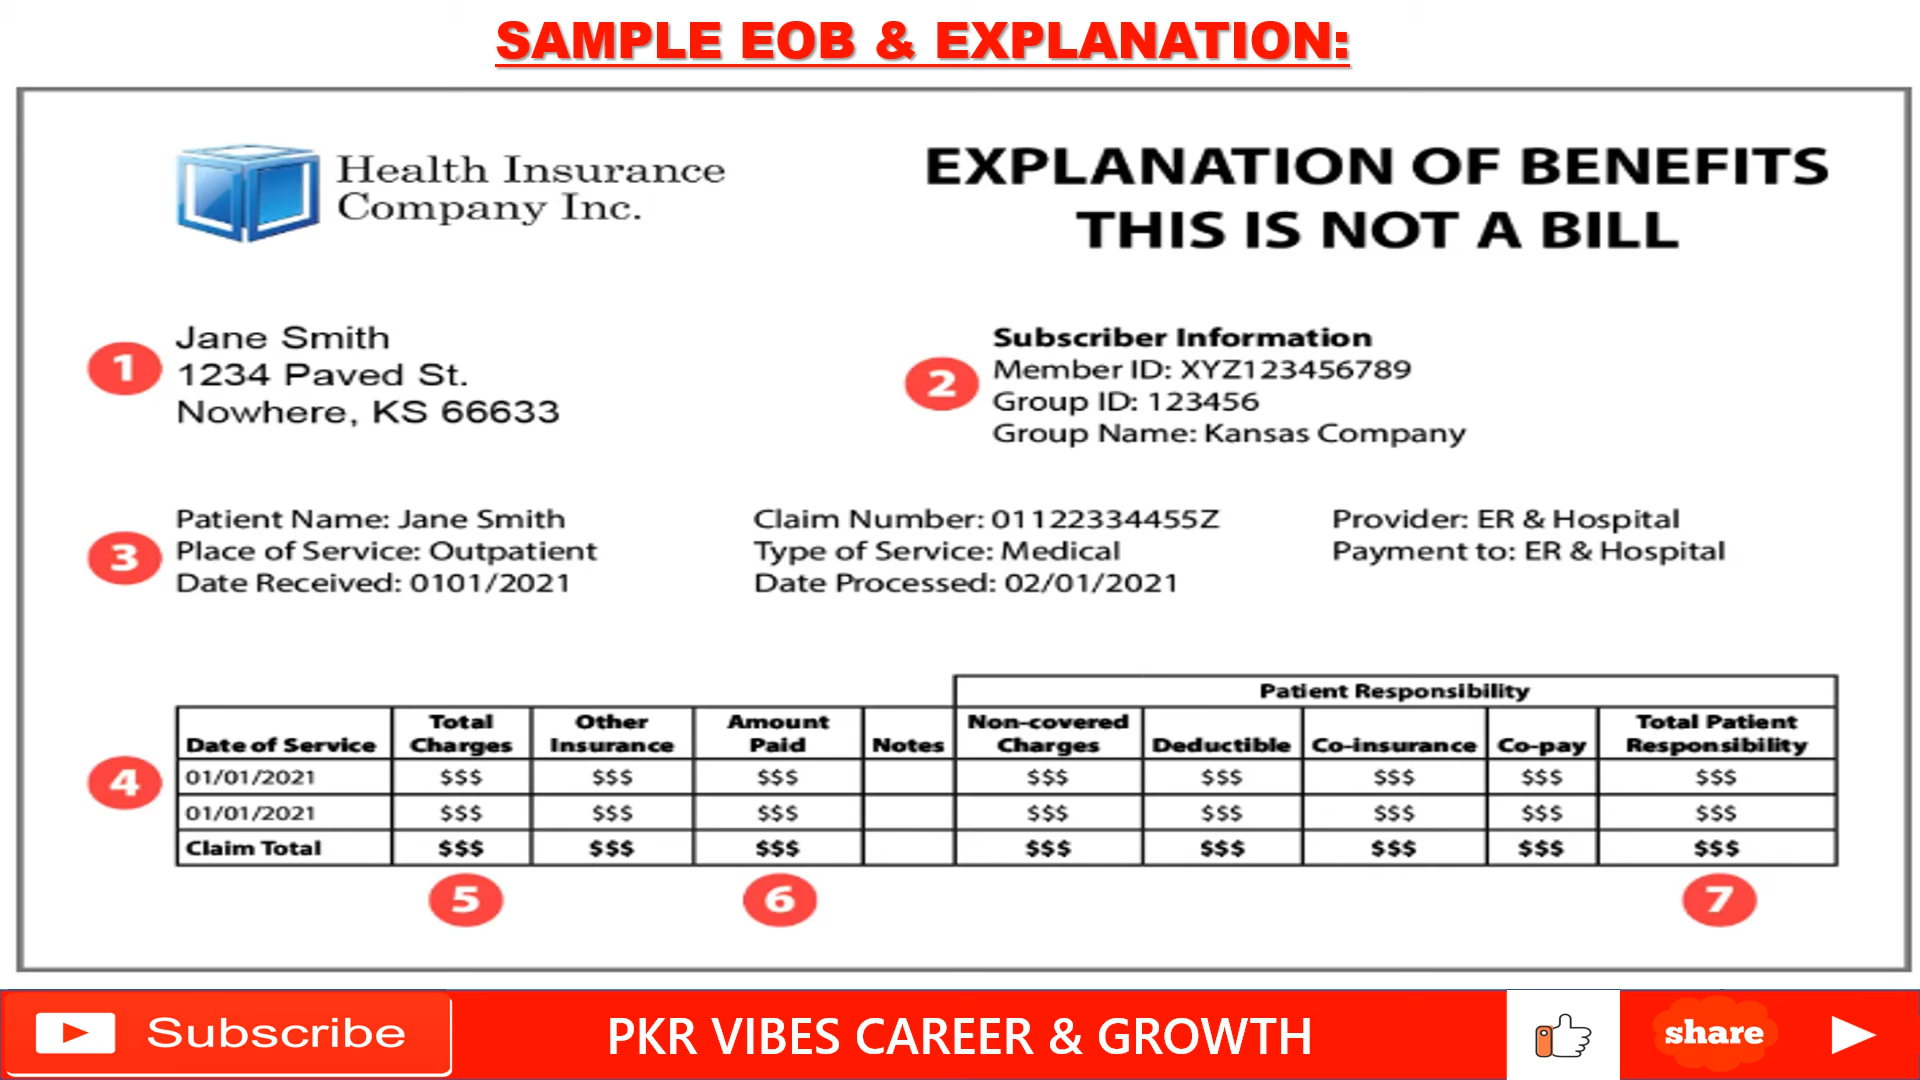 SAMPLE EOB & EXPLANATION:
Health Insurance
Company Inc.
EXPLANATION OF BENEFITS
THIS IS NOT A BILL
1
Jane Smith
1234 Paved St.
Nowhere, KS 66633
2
Subscriber Information
Member ID: XYZ123456789
Group ID: 123456
Group Name: Kansas Company
3
Patient Name: Jane Smith
Place of Service: Outpatient
Date Received: 0101/2021
Claim Number: 01122334455Z
Type of Service: Medical
Date Processed: 02/01/2021
Provider: ER & Hospital
Payment to: ER & Hospital
Patient Responsibility
Date of Service Total Charges Other Insurance Amount Paid Notes Non-covered Charges Deductible Co-insurance Co-pay Total Patient Responsibility
4
01/01/2021 $$$ $$$ $$$ $$$ $$$ $$$ $$$ $$$
01/01/2021 $$$ $$$ $$$ $$$ $$$ $$$ $$$ $$$
Claim Total $$$ $$$ $$$ $$$ $$$ $$$ $$$ $$$
5 6 7
Subscribe
PKR VIBES CAREER & GROWTH
share